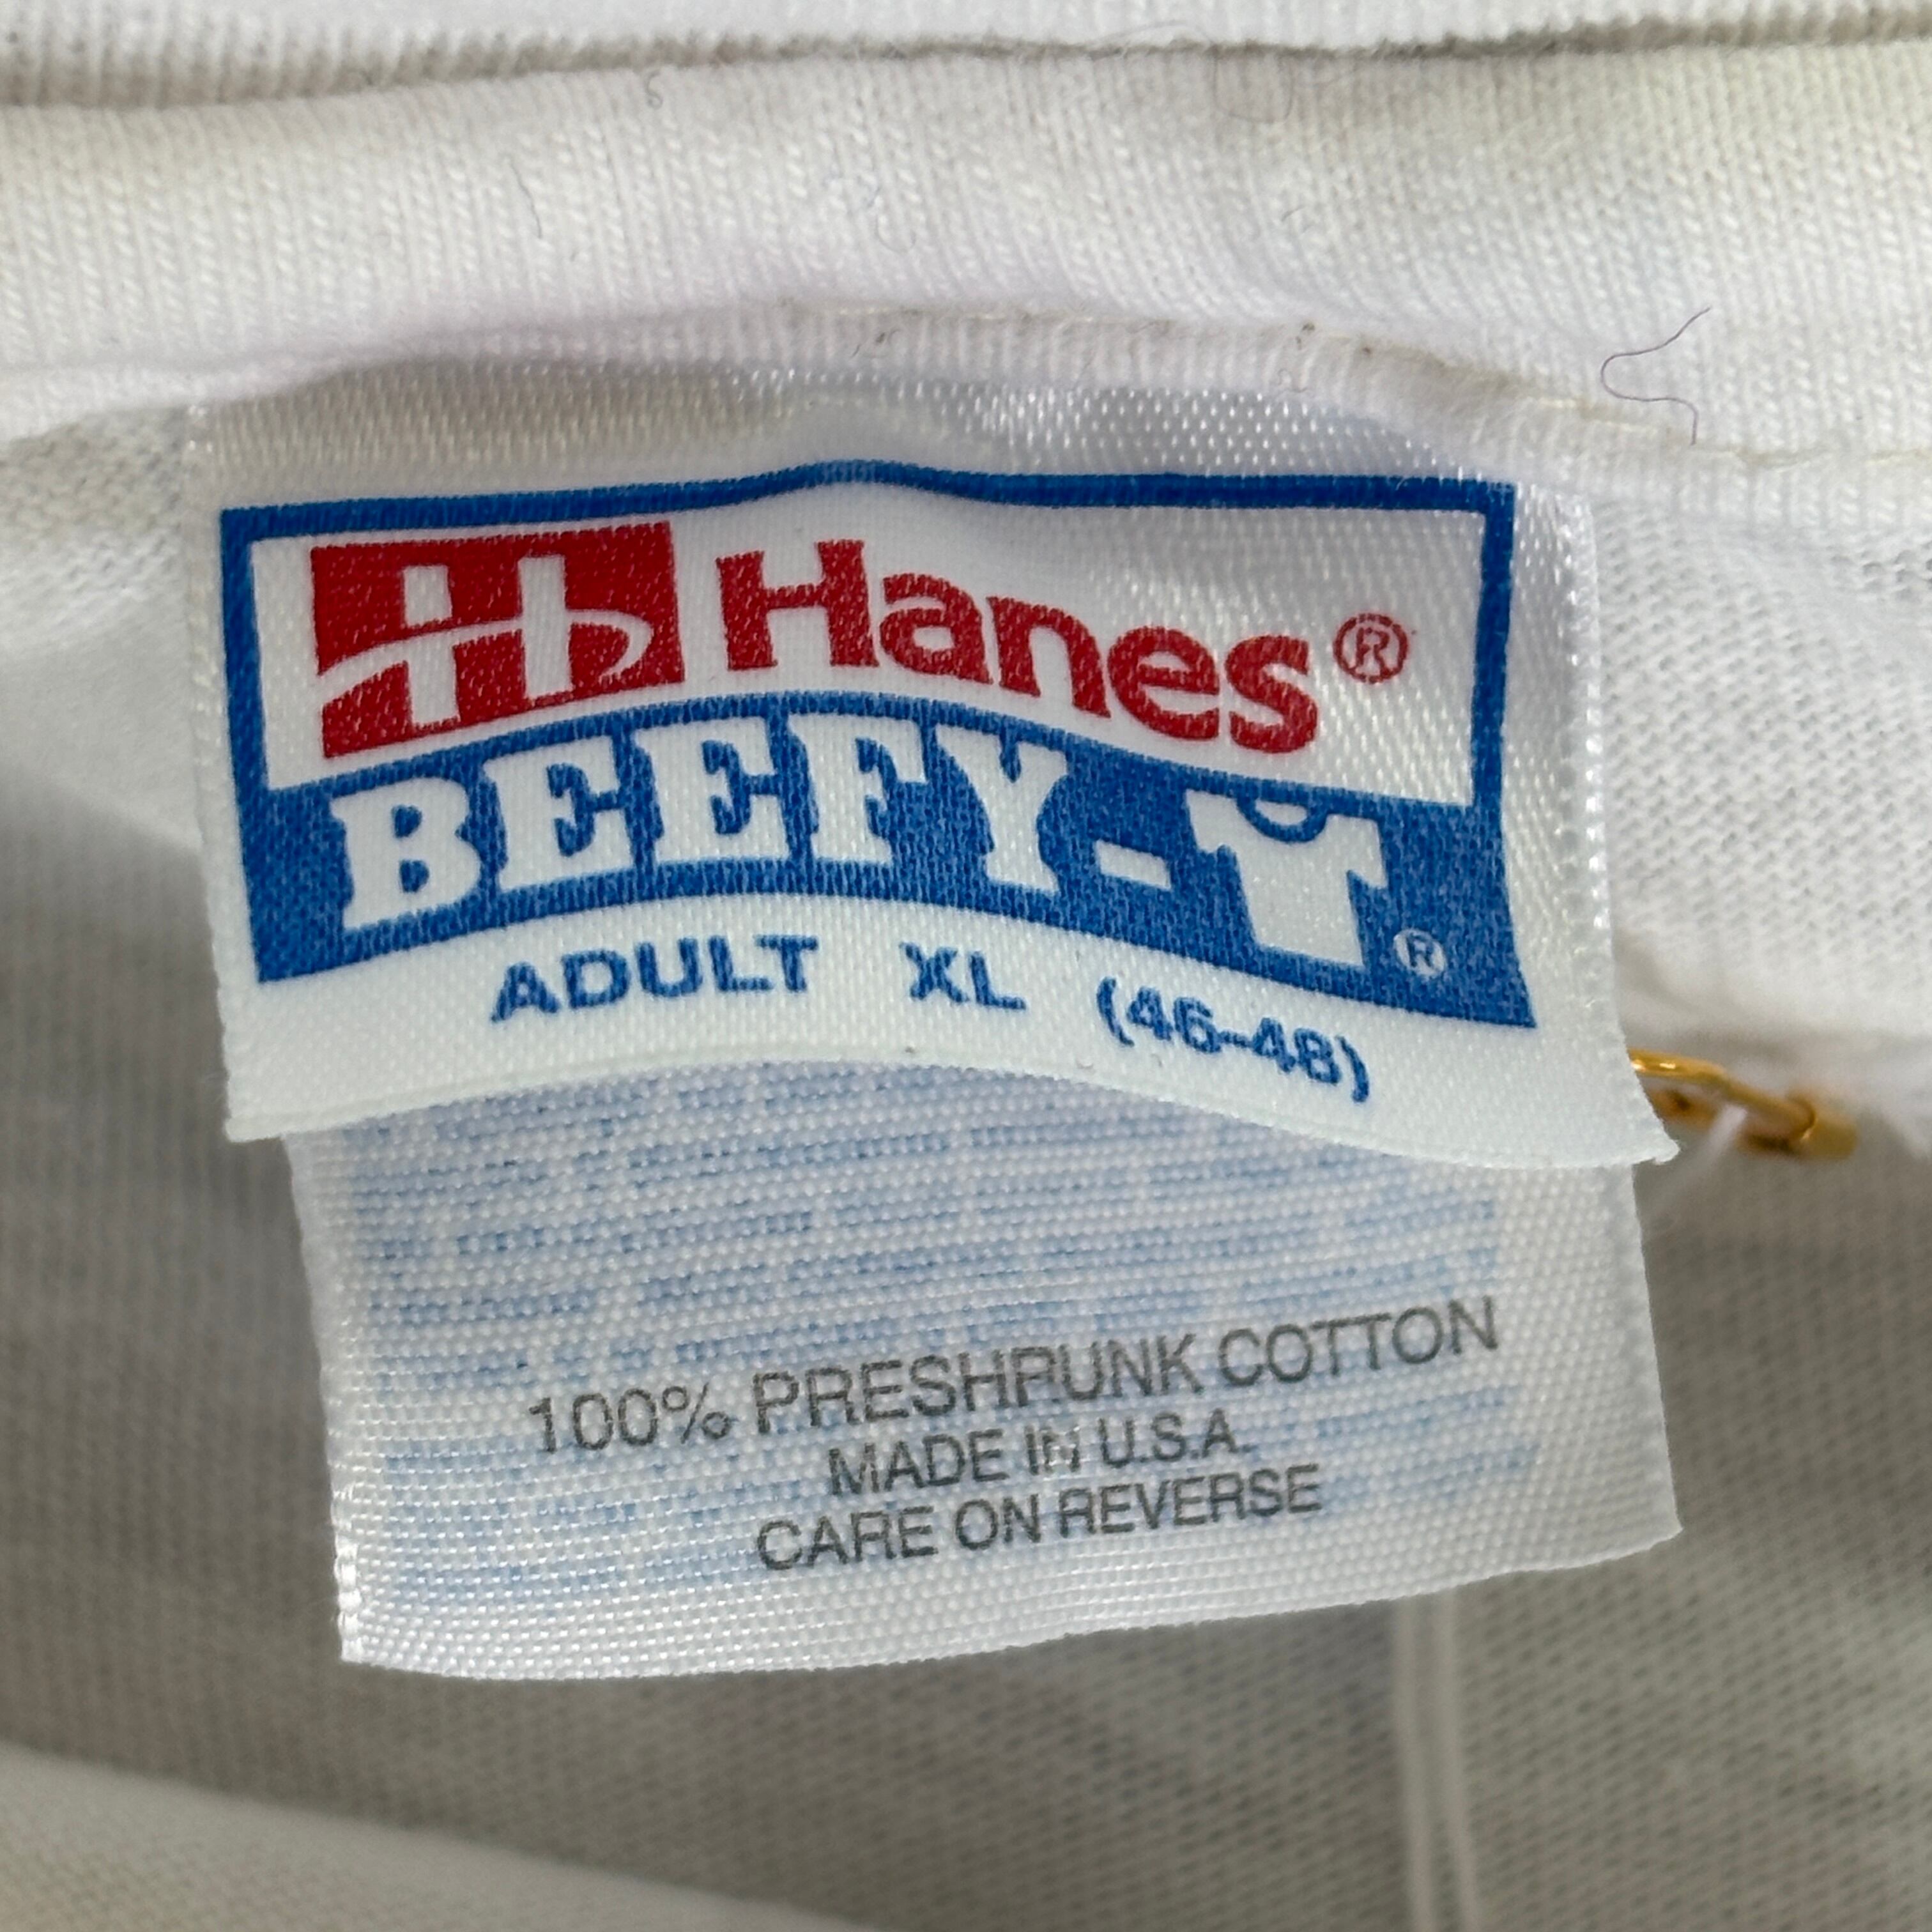 Hanes®
BEEFY-T®
ADULT XL (46-48)
100% PRESHRUNK COTTON
MADE IN U.S.A.
CARE ON REVERSE